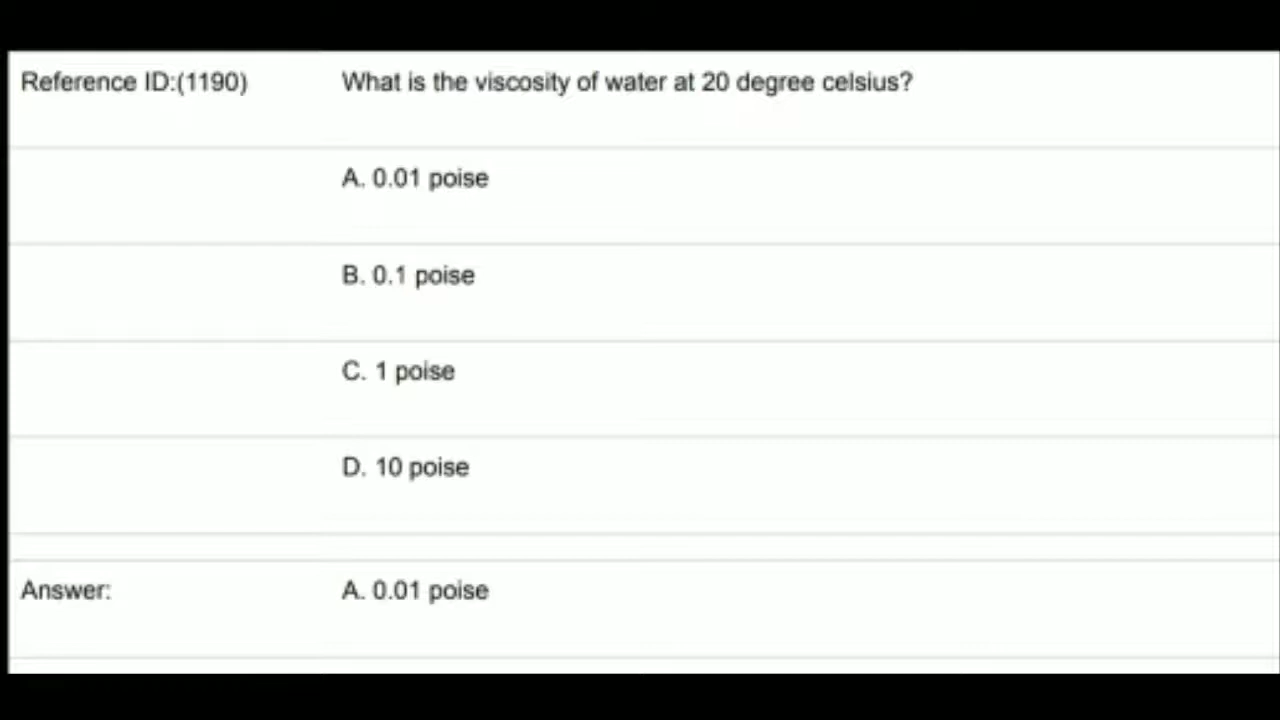 Reference ID:(1190) What is the viscosity of water at 20 degree celsius?
A. 0.01 poise
B. 0.1 poise
C. 1 poise
D. 10 poise
Answer: A. 0.01 poise